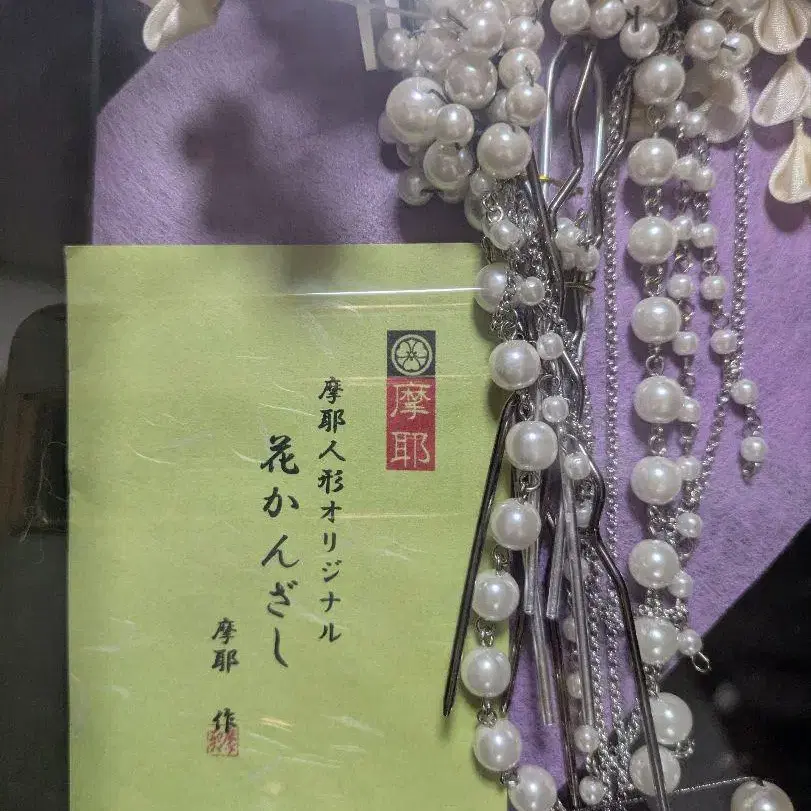 摩耶
摩耶人形オリジナル
花かんざし
摩耶 作